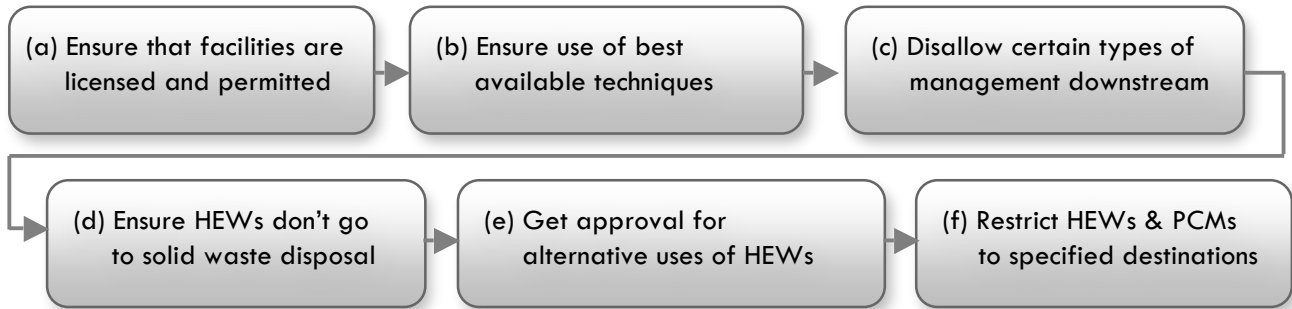 (a) Ensure that facilities are
licensed and permitted
(b) Ensure use of best
available techniques
(c) Disallow certain types of
management downstream
(d) Ensure HEWs don’t go
to solid waste disposal
(e) Get approval for
alternative uses of HEWs
(f) Restrict HEWs & PCMs
to specified destinations